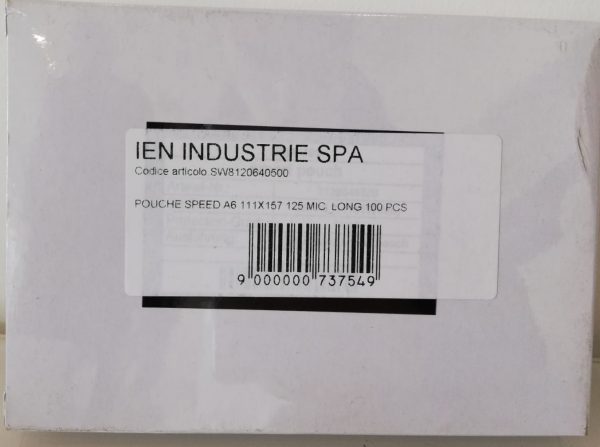 IEN INDUSTRIE SPA
Codice articolo SW8120640500
POUCHE SPEED A6 111X157 125 MIC. LONG 100 PCS
9 000000 737549